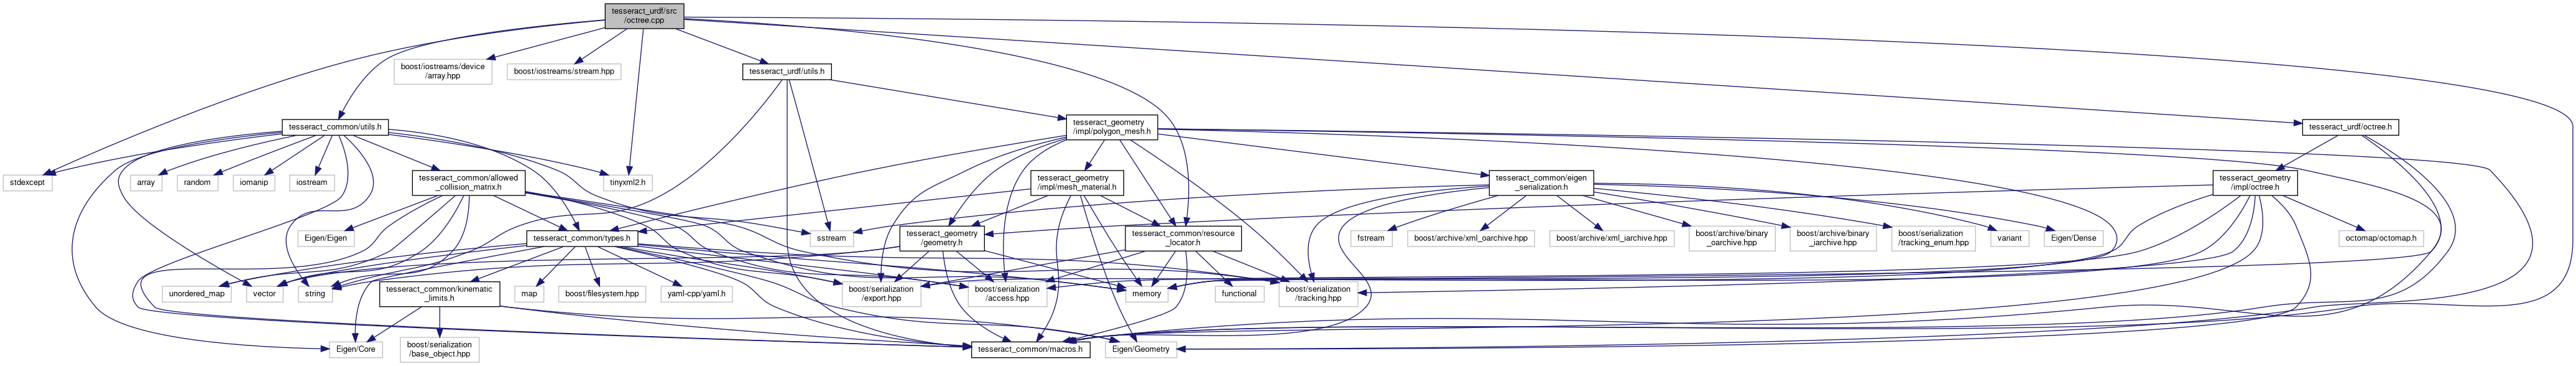 tesseract_urdf/src
/octree.cpp
boost/iostreams/device
/array.hpp
boost/iostreams/stream.hpp
tesseract_urdf/utils.h
tesseract_common/utils.h
tesseract_geometry
/impl/polygon_mesh.h
tesseract_urdf/octree.h
stdexcept
array
random
iomanip
iostream
tesseract_common/allowed
_collision_matrix.h
tinyxml2.h
tesseract_geometry
/impl/mesh_material.h
tesseract_common/eigen
_serialization.h
tesseract_geometry
/impl/octree.h
Eigen/Eigen
tesseract_common/types.h
sstream
tesseract_geometry
/geometry.h
tesseract_common/resource
_locator.h
fstream
boost/archive/xml_oarchive.hpp
boost/archive/xml_iarchive.hpp
boost/archive/binary
_oarchive.hpp
boost/archive/binary
_iarchive.hpp
boost/serialization
/tracking_enum.hpp
variant
Eigen/Dense
octomap/octomap.h
unordered_map
vector
string
tesseract_common/kinematic
_limits.h
map
boost/filesystem.hpp
yaml-cpp/yaml.h
boost/serialization
/export.hpp
boost/serialization
/access.hpp
memory
functional
boost/serialization
/tracking.hpp
Eigen/Core
boost/serialization
/base_object.hpp
tesseract_common/macros.h
Eigen/Geometry